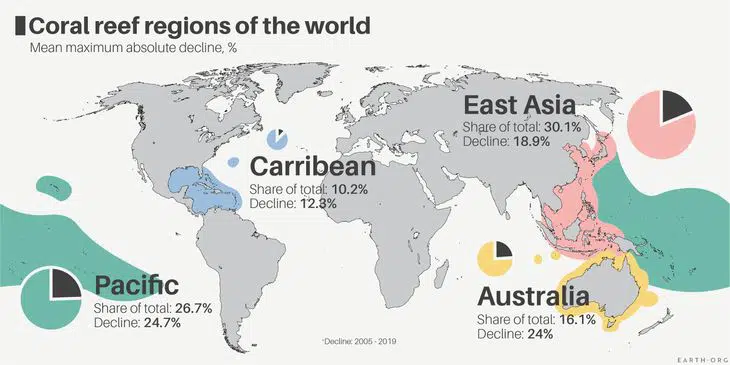 Coral reef regions of the world
Mean maximum absolute decline, %
East Asia
Share of total: 30.1%
Decline: 18.9%
Carribean
Share of total: 10.2%
Decline: 12.3%
Pacific
Share of total: 26.7%
Decline: 24.7%
Australia
Share of total: 16.1%
Decline: 24%
*Decline: 2005 - 2019
EARTH·ORG